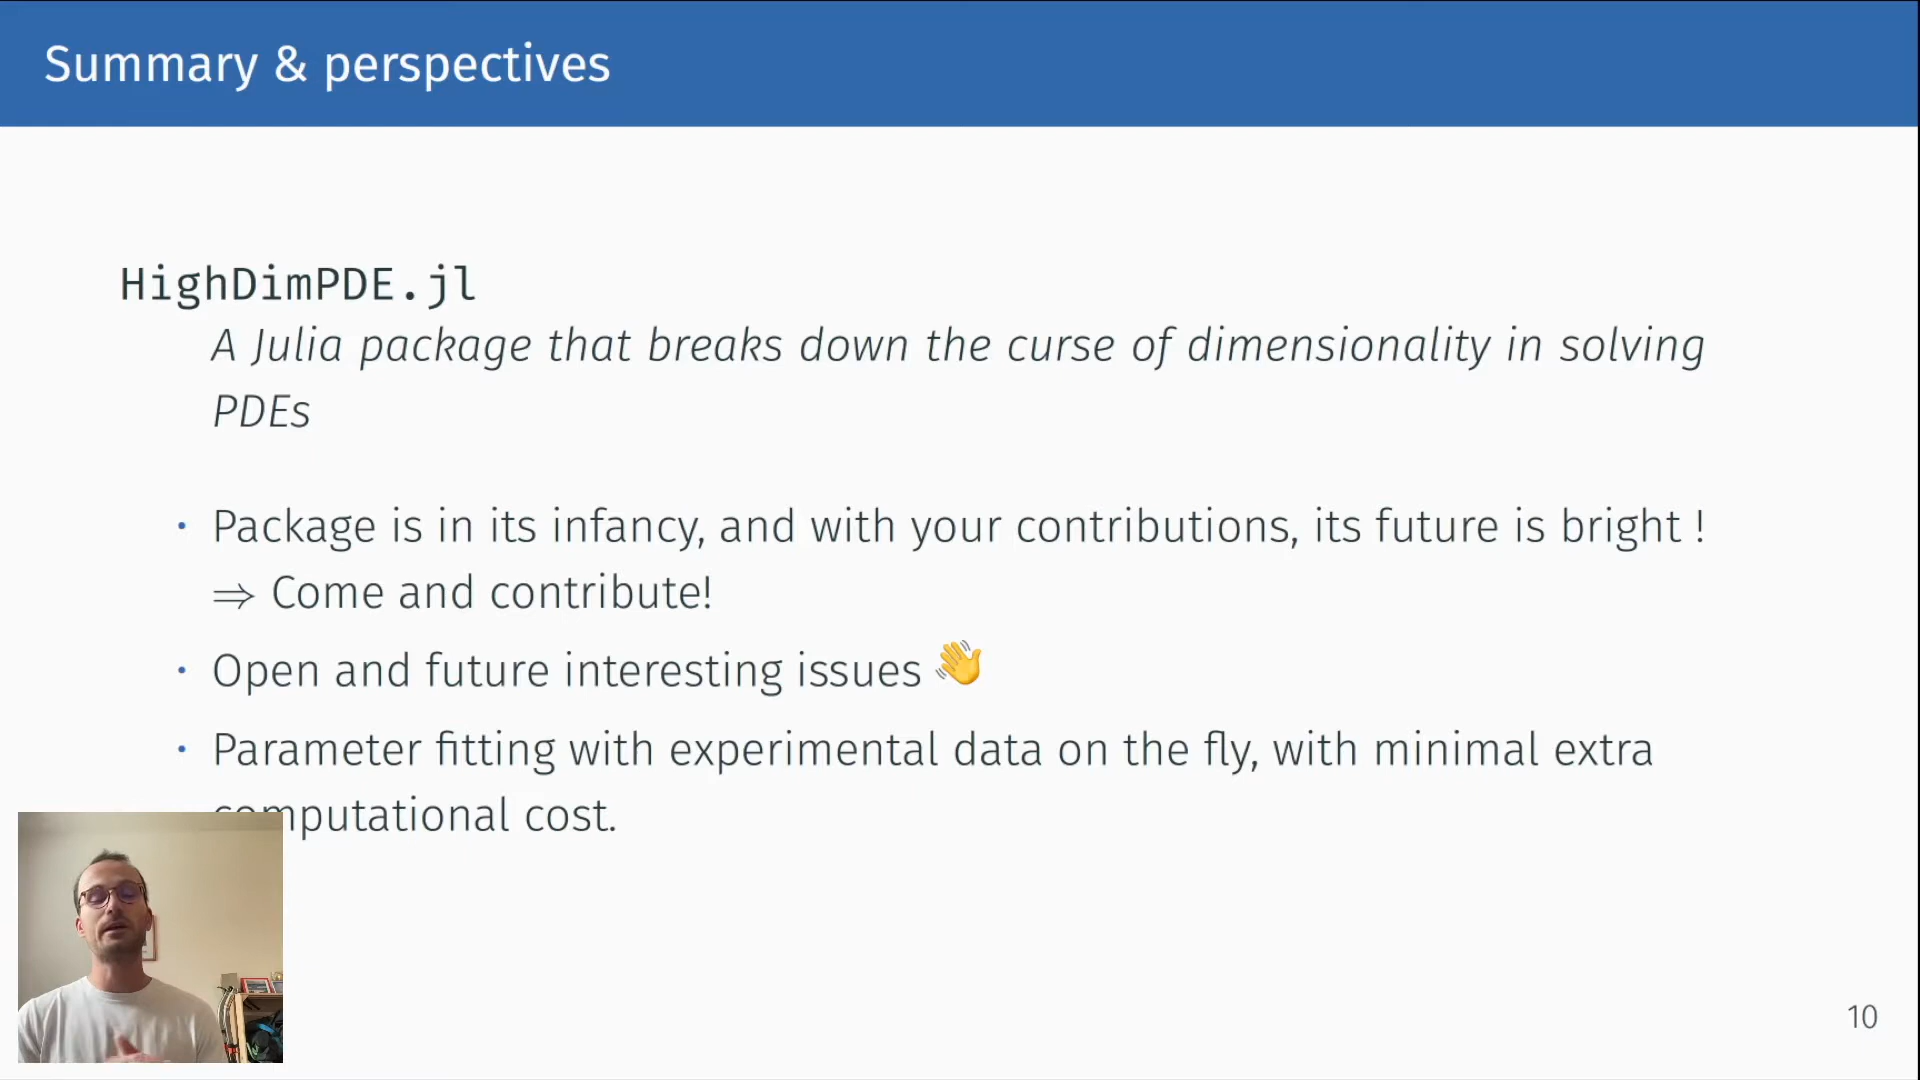 Summary & perspectives
HighDimPDE.jl
A Julia package that breaks down the curse of dimensionality in solving
PDEs
• Package is in its infancy, and with your contributions, its future is bright !
⇒ Come and contribute!
• Open and future interesting issues 👋
• Parameter fitting with experimental data on the fly, with minimal extra
computational cost.
10